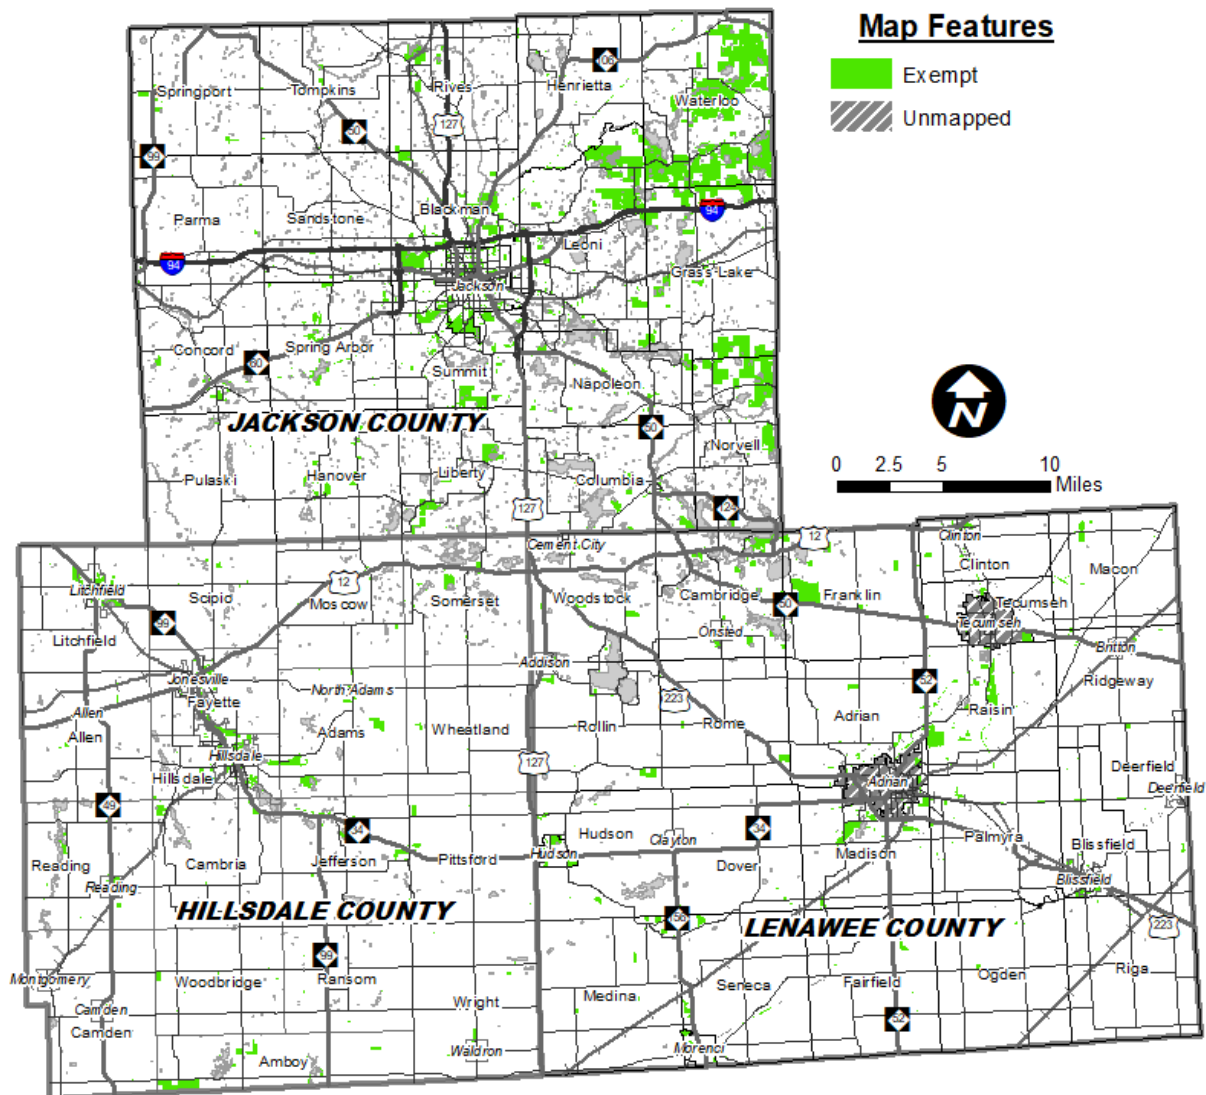 Map Features
Exempt
Unmapped
106
Springport
Tompkins
Rives
Henrietta
Waterloo
127
50
99
Parma
Sandstone
Blackman
94
Leoni
94
Grass Lake
Jackson
Concord
Spring Arbor
60
Summit
Napoleon
N
JACKSON COUNTY
50
Norvell
0 2.5 5 10
Miles
Pulaski
Hanover
Liberty
Columbia
127
124
Cement City
12
Clinton
Clinton
Macon
Litchfield
12
Scipio
Moscow
Somerset
Woodstock
Cambridge
50
Franklin
Tecumseh
Tecumseh
99
Litchfield
Onsted
Britton
Addison
Jonesville
North Adams
52
Ridgeway
Fayette
223
Allen
Allen
Adams
Wheatland
Rollin
Rome
Adrian
Raisin
Hillsdale
Hillsdale
127
Adrian
Deerfield
Deerfield
49
34
Hudson
Clayton
34
Palmyra
Blissfield
Reading
Cambria
Jefferson
Pittsford
Hudson
Dover
Madison
Blissfield
Reading
HILLSDALE COUNTY
156
LENAWEE COUNTY
223
99
Montgomery
Woodbridge
Ransom
Medina
Seneca
Fairfield
Ogden
Riga
Camden
Camden
Wright
52
Waldron
Morenci
Amboy